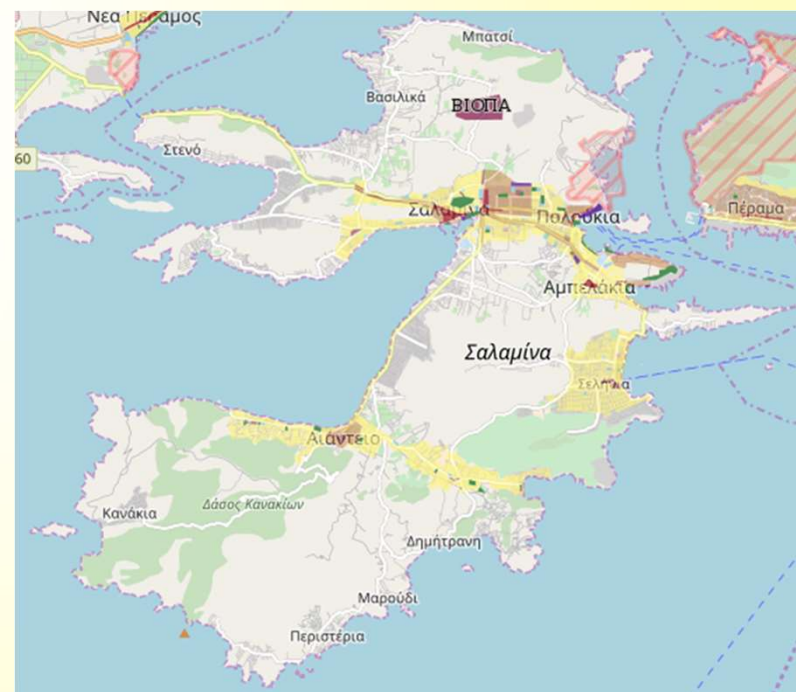 Νέα Πέραμος
Μπατσί
Βασιλικά
ΒΙΟΠΑ
Στενό
60
Σαλαμίνα
Παλούκια
Πέραμα
Αμπελάκια
Σαλαμίνα
Σελήνια
Αιάντειο
Δάσος Κανακίων
Κανάκια
Δημήτρανη
Μαρούδι
Περιστέρια